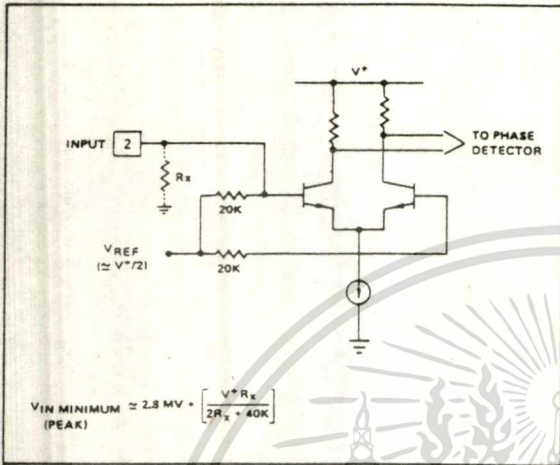 V⁺
INPUT 2
TO PHASE
DETECTOR
Rx
20K
VREF
(≃ V⁺/2)
20K
VIN MINIMUM ≃ 2.8 MV + [V⁺Rx / 2Rx + 40K]
(PEAK)